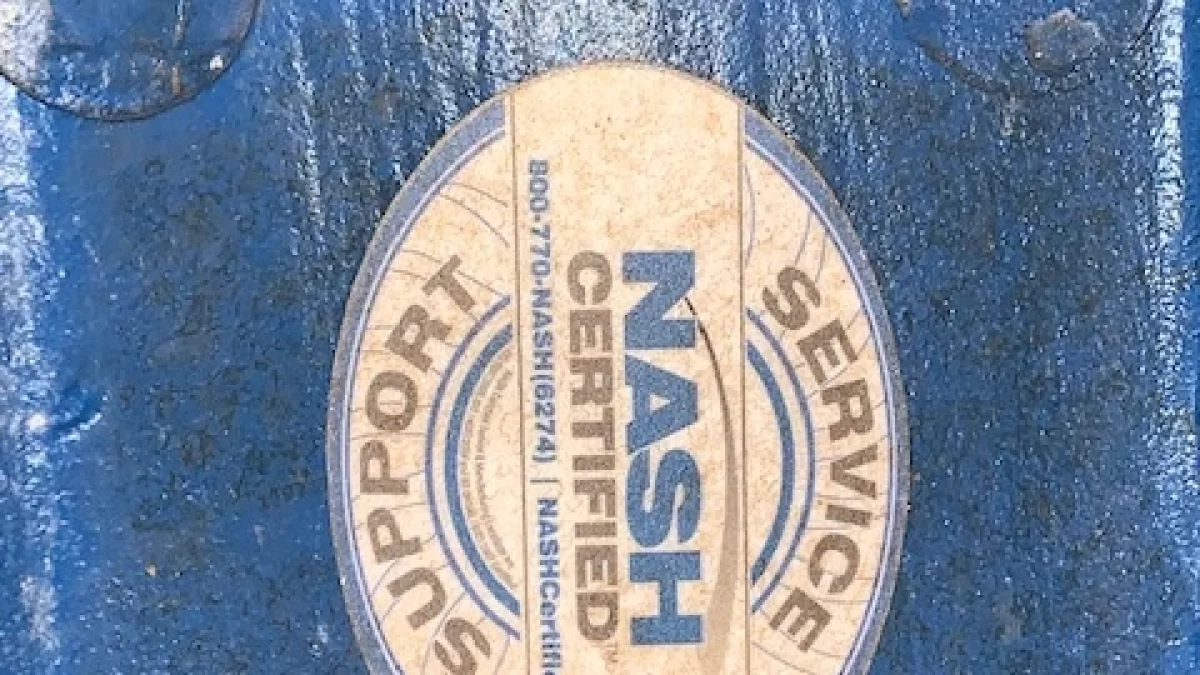 SERVICE
NASH
CERTIFIED
800-770-NASH(6274) | NASHCertifi
SUPPORT
S